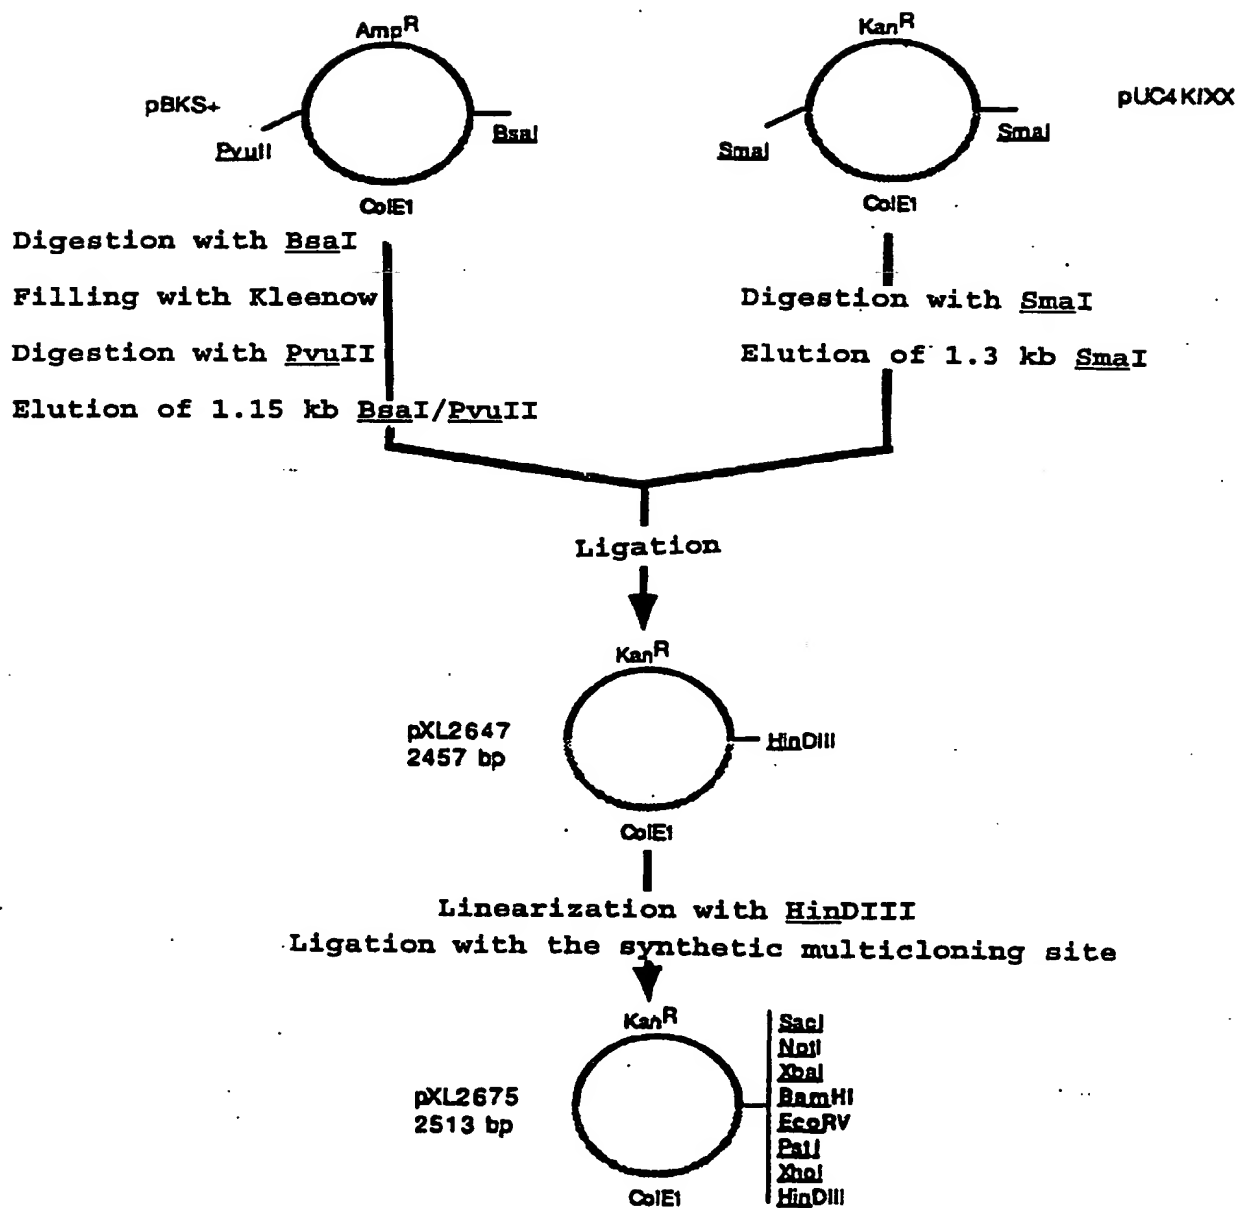 AmpR
KanR
pBKS+
PvuII
BsaI
SmaI
SmaI
pUC4KIXX
ColE1
ColE1
Digestion with BsaI
Filling with Kleenow
Digestion with PvuII
Elution of 1.15 kb BsaI/PvuII
Digestion with SmaI
Elution of 1.3 kb SmaI
Ligation
KanR
pXL2647
2457 bp
HinDIII
ColE1
Linearization with HinDIII
Ligation with the synthetic multicloning site
KanR
pXL2675
2513 bp
SacI
NotI
XbaI
BamHI
EcoRV
PstI
XhoI
HinDIII
ColE1